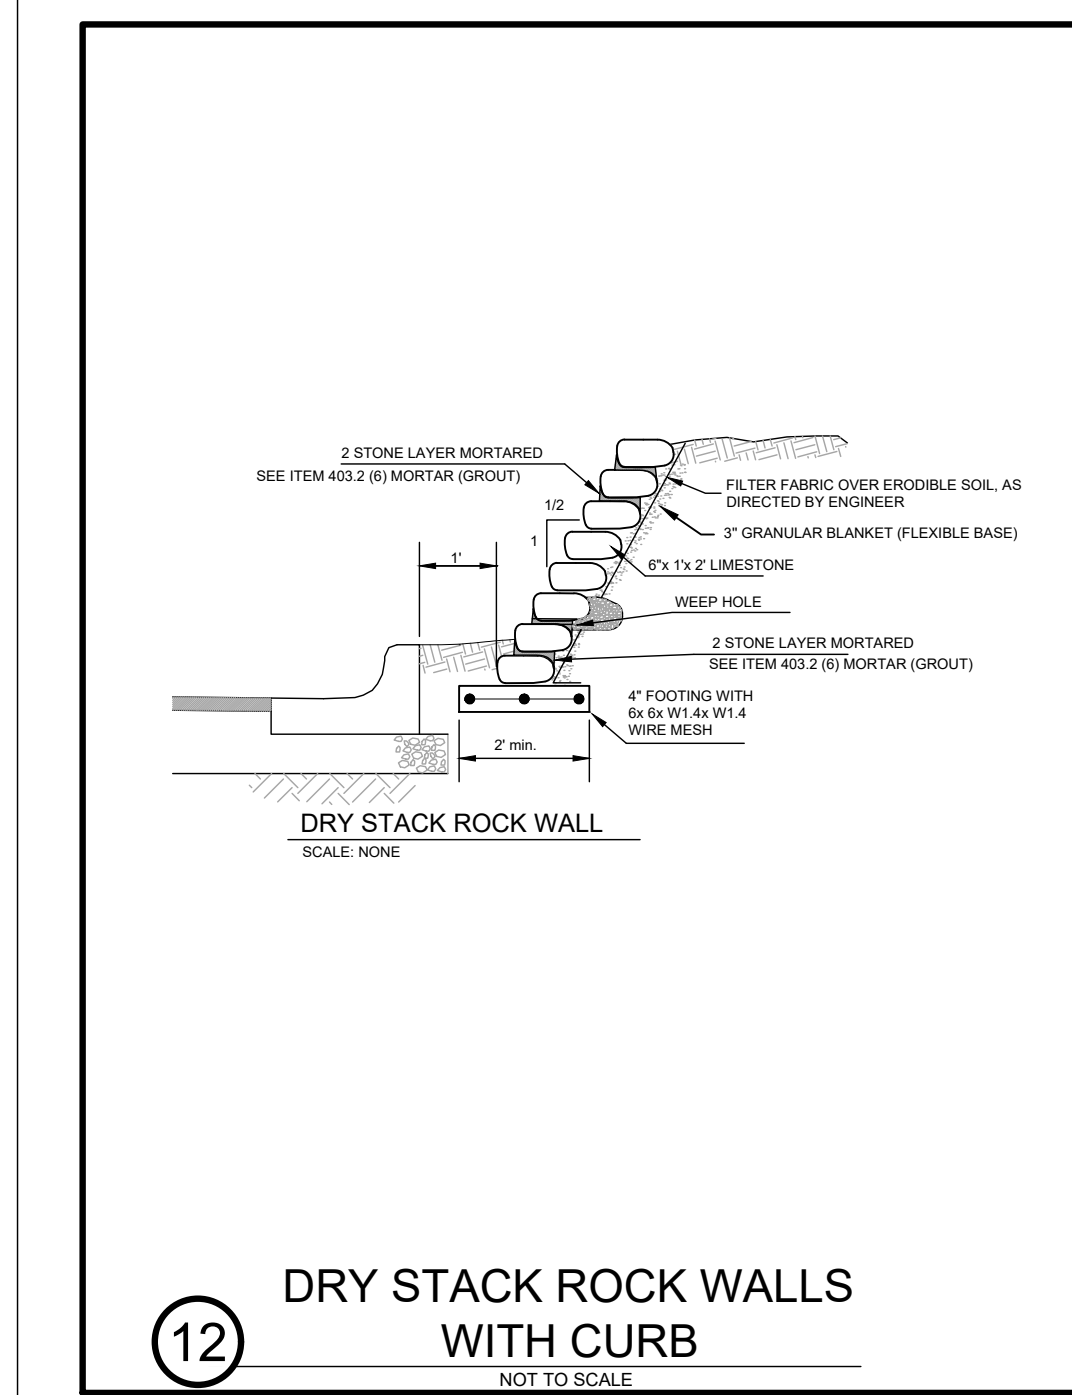 2 STONE LAYER MORTARED
SEE ITEM 403.2 (6) MORTAR (GROUT)
FILTER FABRIC OVER ERODIBLE SOIL, AS
DIRECTED BY ENGINEER
1/2
1
3" GRANULAR BLANKET (FLEXIBLE BASE)
1'
6"x 1'x 2' LIMESTONE
WEEP HOLE
2 STONE LAYER MORTARED
SEE ITEM 403.2 (6) MORTAR (GROUT)
4" FOOTING WITH
6x 6x W1.4x W1.4
WIRE MESH
2' min.
DRY STACK ROCK WALL
SCALE: NONE
DRY STACK ROCK WALLS
WITH CURB
12
NOT TO SCALE